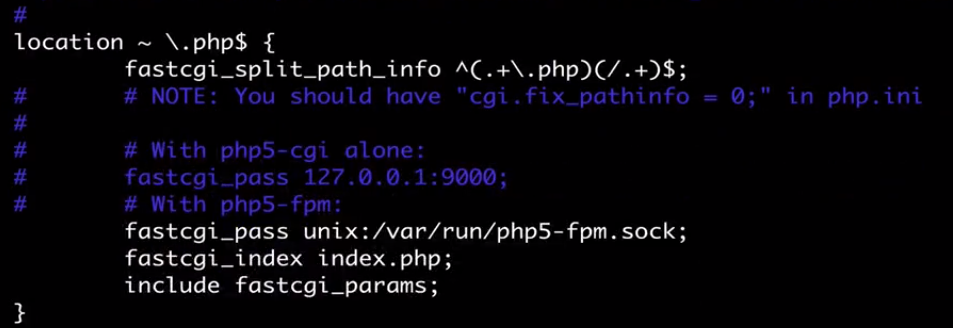 #
location ~ \.php$ {
        fastcgi_split_path_info ^(.+\.php)(/.+)$;
#       # NOTE: You should have "cgi.fix_pathinfo = 0;" in php.ini
#
#       # With php5-cgi alone:
#       fastcgi_pass 127.0.0.1:9000;
#       # With php5-fpm:
        fastcgi_pass unix:/var/run/php5-fpm.sock;
        fastcgi_index index.php;
        include fastcgi_params;
}